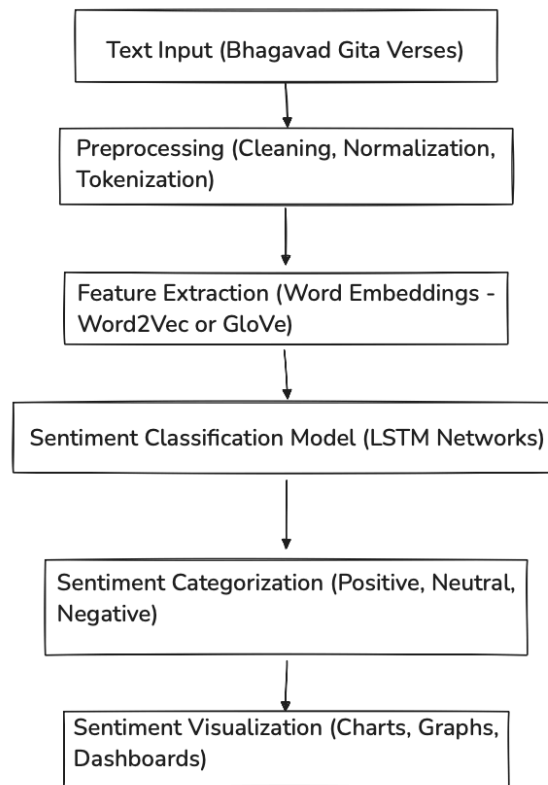 Text Input (Bhagavad Gita Verses)
Preprocessing (Cleaning, Normalization,
Tokenization)
Feature Extraction (Word Embeddings -
Word2Vec or GloVe)
Sentiment Classification Model (LSTM Networks)
Sentiment Categorization (Positive, Neutral,
Negative)
Sentiment Visualization (Charts, Graphs,
Dashboards)